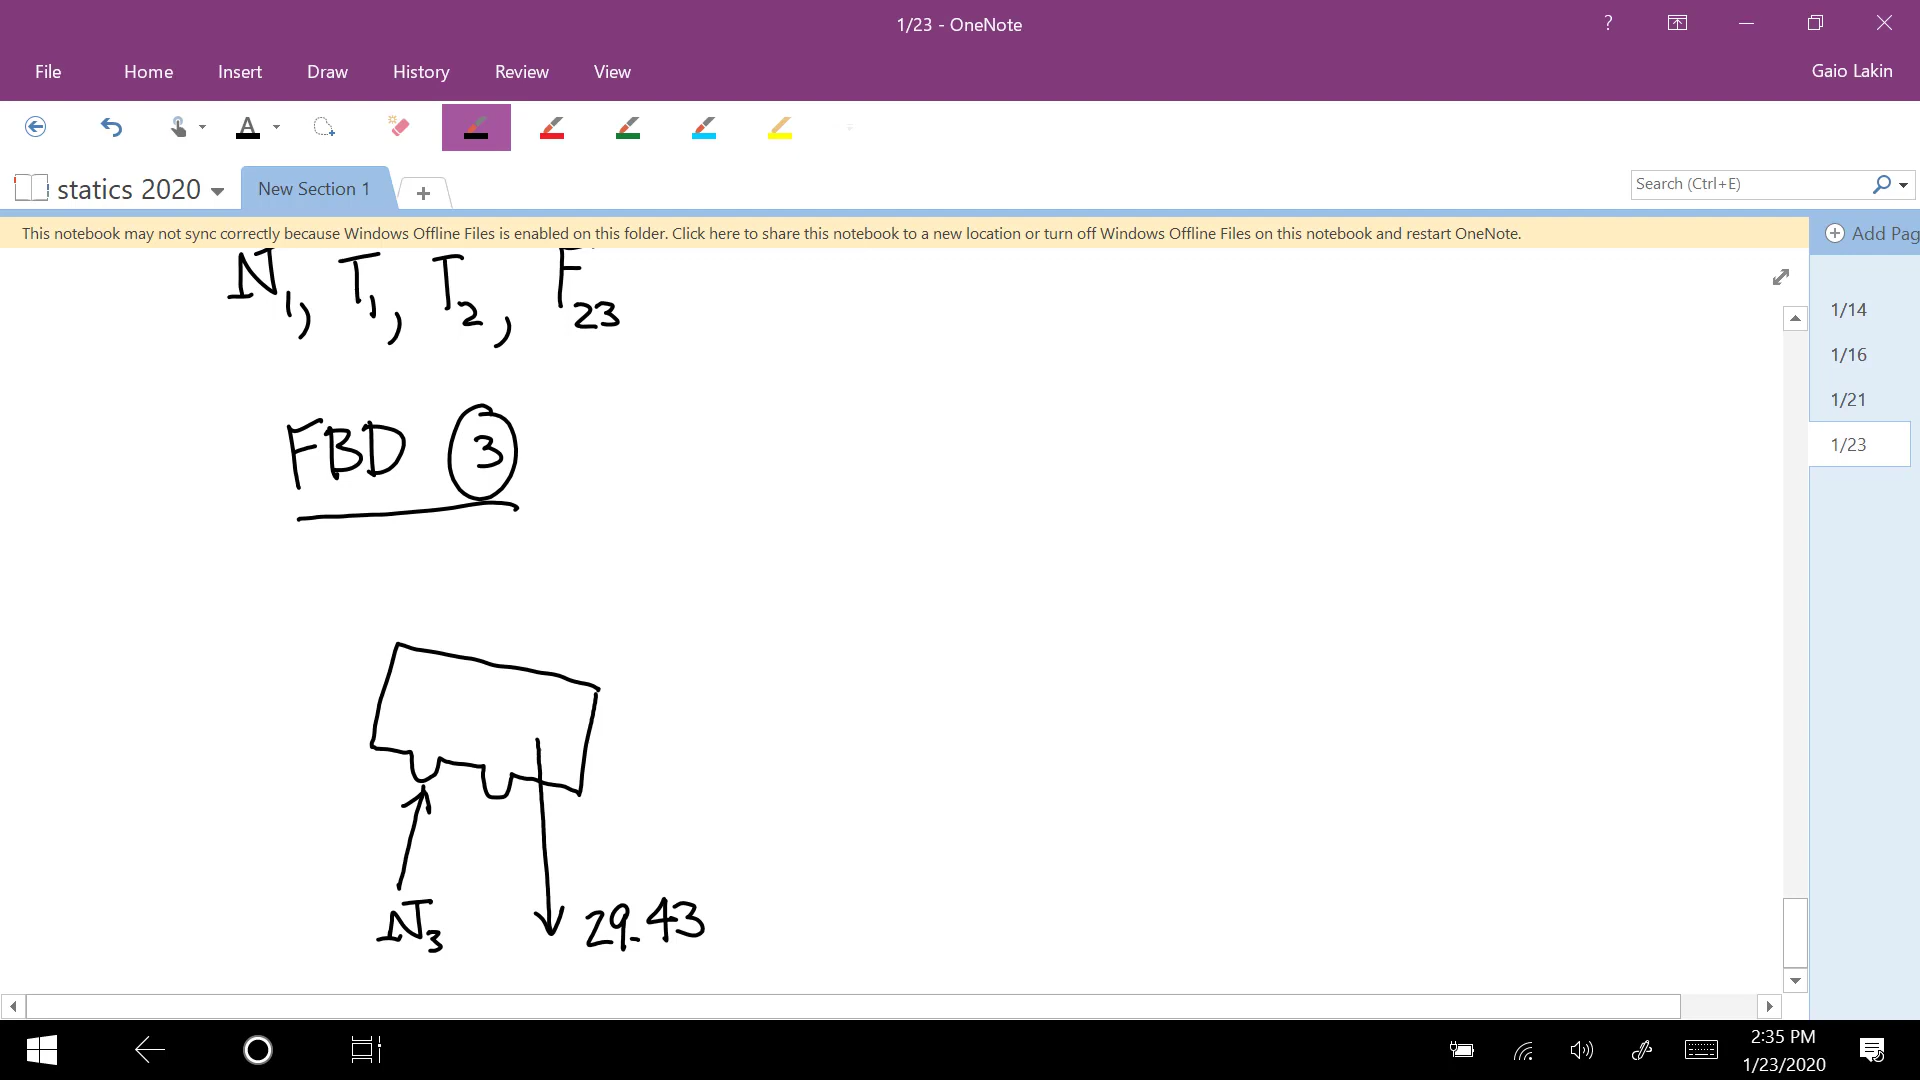 1/23 - OneNote
?
File Home Insert Draw History Review View
Gaio Lakin
A
statics 2020
New Section 1
+
Search (Ctrl+E)
This notebook may not sync correctly because Windows Offline Files is enabled on this folder. Click here to share this notebook to a new location or turn off Windows Offline Files on this notebook and restart OneNote.
Add Pag
N₁, T₁, T₂, F₂₃
1/14
1/16
1/21
1/23
FBD ③
N₃
29.43
2:35 PM
1/23/2020